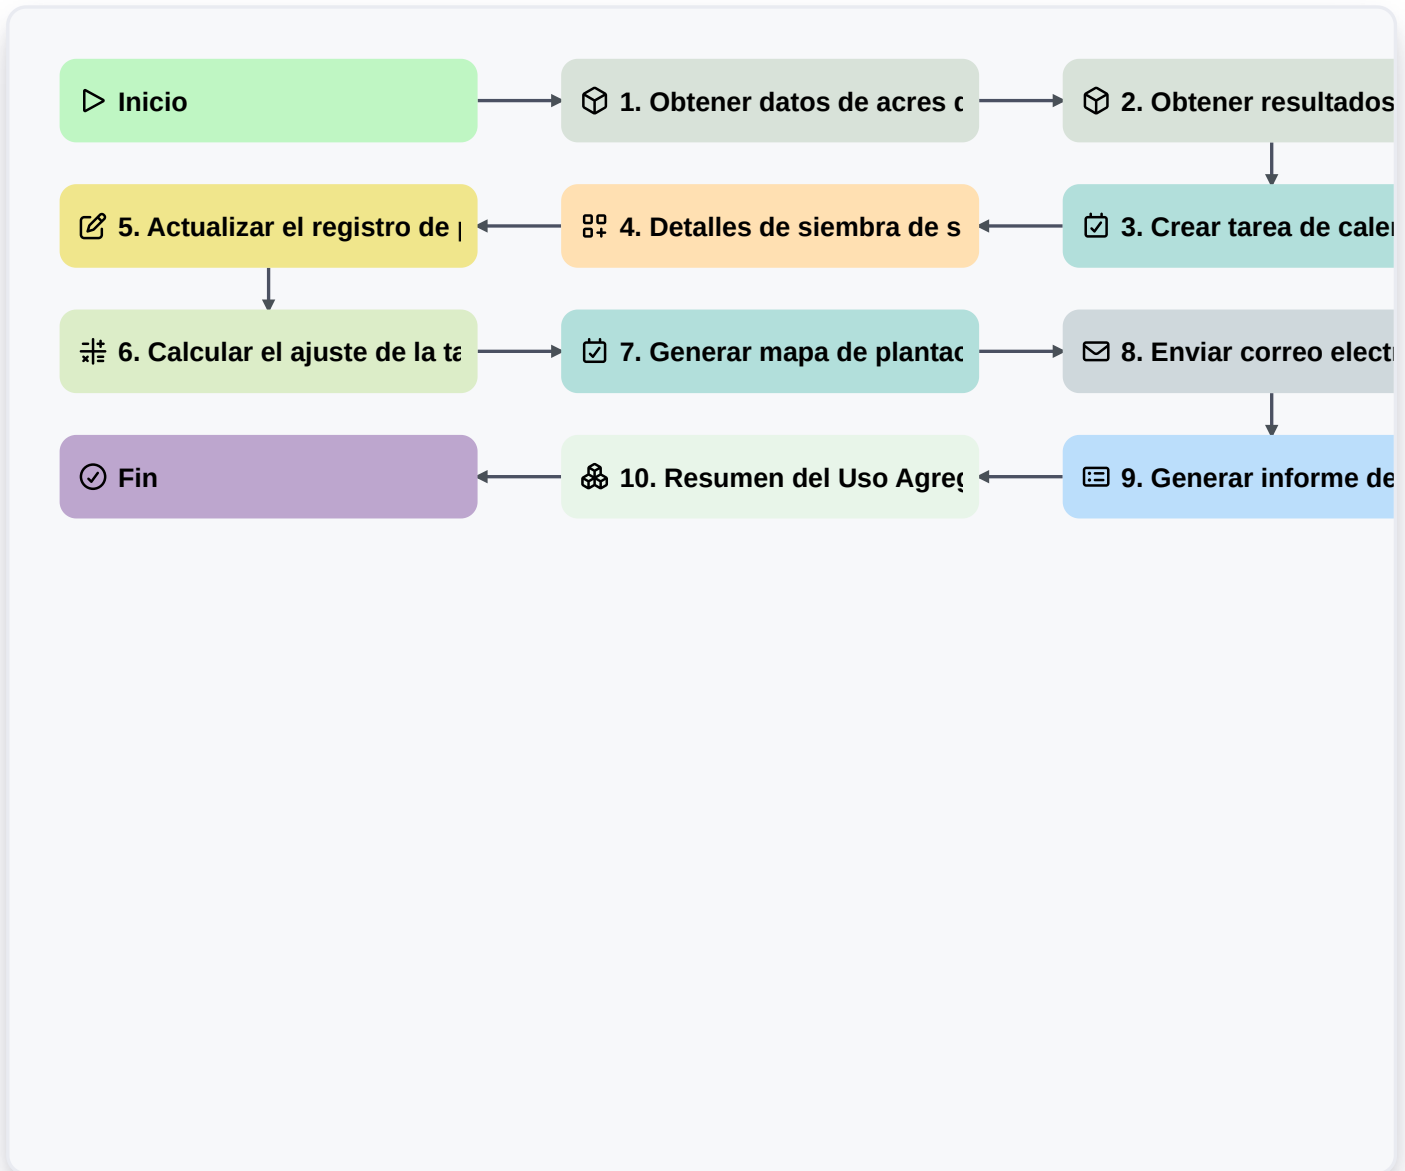 Inicio
1. Obtener datos de acres
2. Obtener resultados
5. Actualizar el registro de
4. Detalles de siembra de
3. Crear tarea de
6. Calcular el ajuste de la
7. Generar mapa de
8. Enviar correo
Fin
10. Resumen del Uso
9. Generar informe de